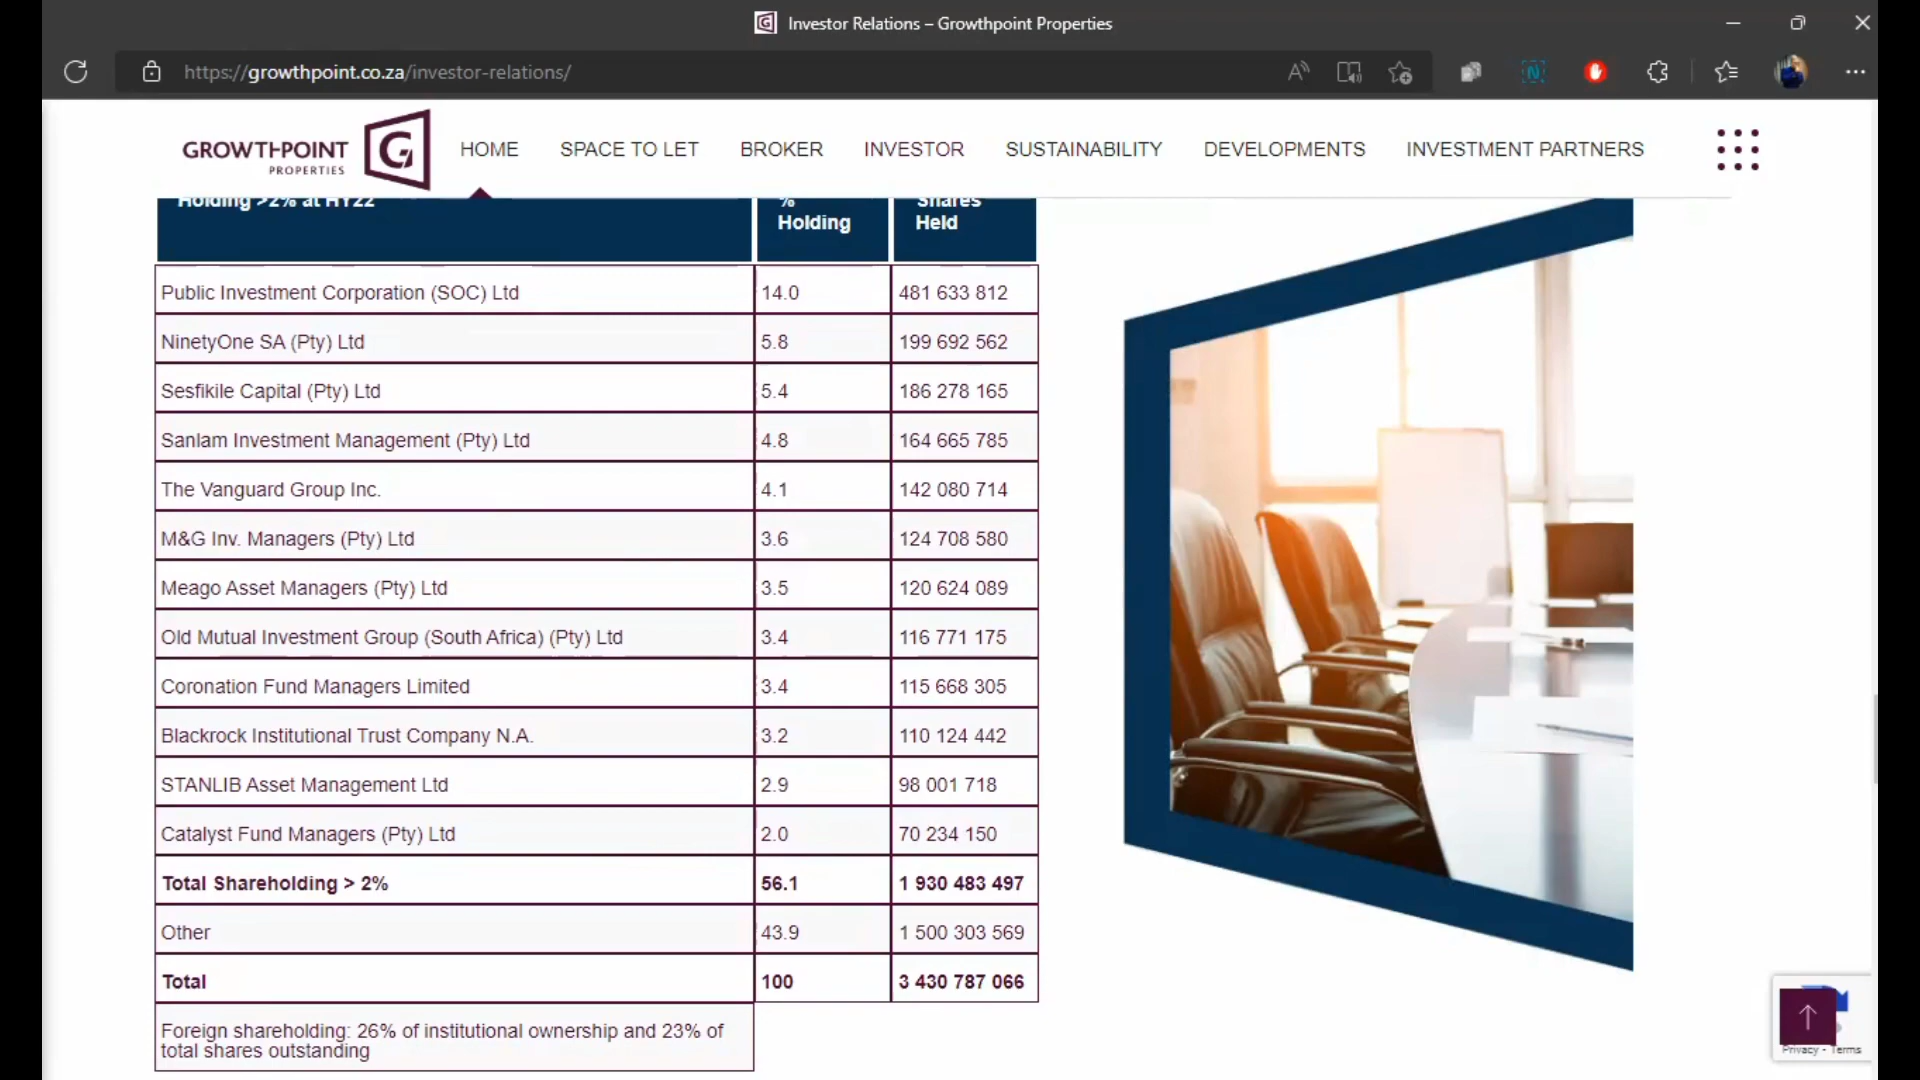 Investor Relations – Growthpoint Properties
https://growthpoint.co.za/investor-relations/
GROWTHPOINT
PROPERTIES
HOME
SPACE TO LET
BROKER
INVESTOR
SUSTAINABILITY
DEVELOPMENTS
INVESTMENT PARTNERS
Holding >2% at HY22
%
Holding
Shares
Held
Public Investment Corporation (SOC) Ltd 14.0 481 633 812
NinetyOne SA (Pty) Ltd 5.8 199 692 562
Sesfikile Capital (Pty) Ltd 5.4 186 278 165
Sanlam Investment Management (Pty) Ltd 4.8 164 665 785
The Vanguard Group Inc. 4.1 142 080 714
M&G Inv. Managers (Pty) Ltd 3.6 124 708 580
Meago Asset Managers (Pty) Ltd 3.5 120 624 089
Old Mutual Investment Group (South Africa) (Pty) Ltd 3.4 116 771 175
Coronation Fund Managers Limited 3.4 115 668 305
Blackrock Institutional Trust Company N.A. 3.2 110 124 442
STANLIB Asset Management Ltd 2.9 98 001 718
Catalyst Fund Managers (Pty) Ltd 2.0 70 234 150
Total Shareholding > 2% 56.1 1 930 483 497
Other 43.9 1 500 303 569
Total 100 3 430 787 066
Foreign shareholding: 26% of institutional ownership and 23% of
total shares outstanding
Privacy - Terms